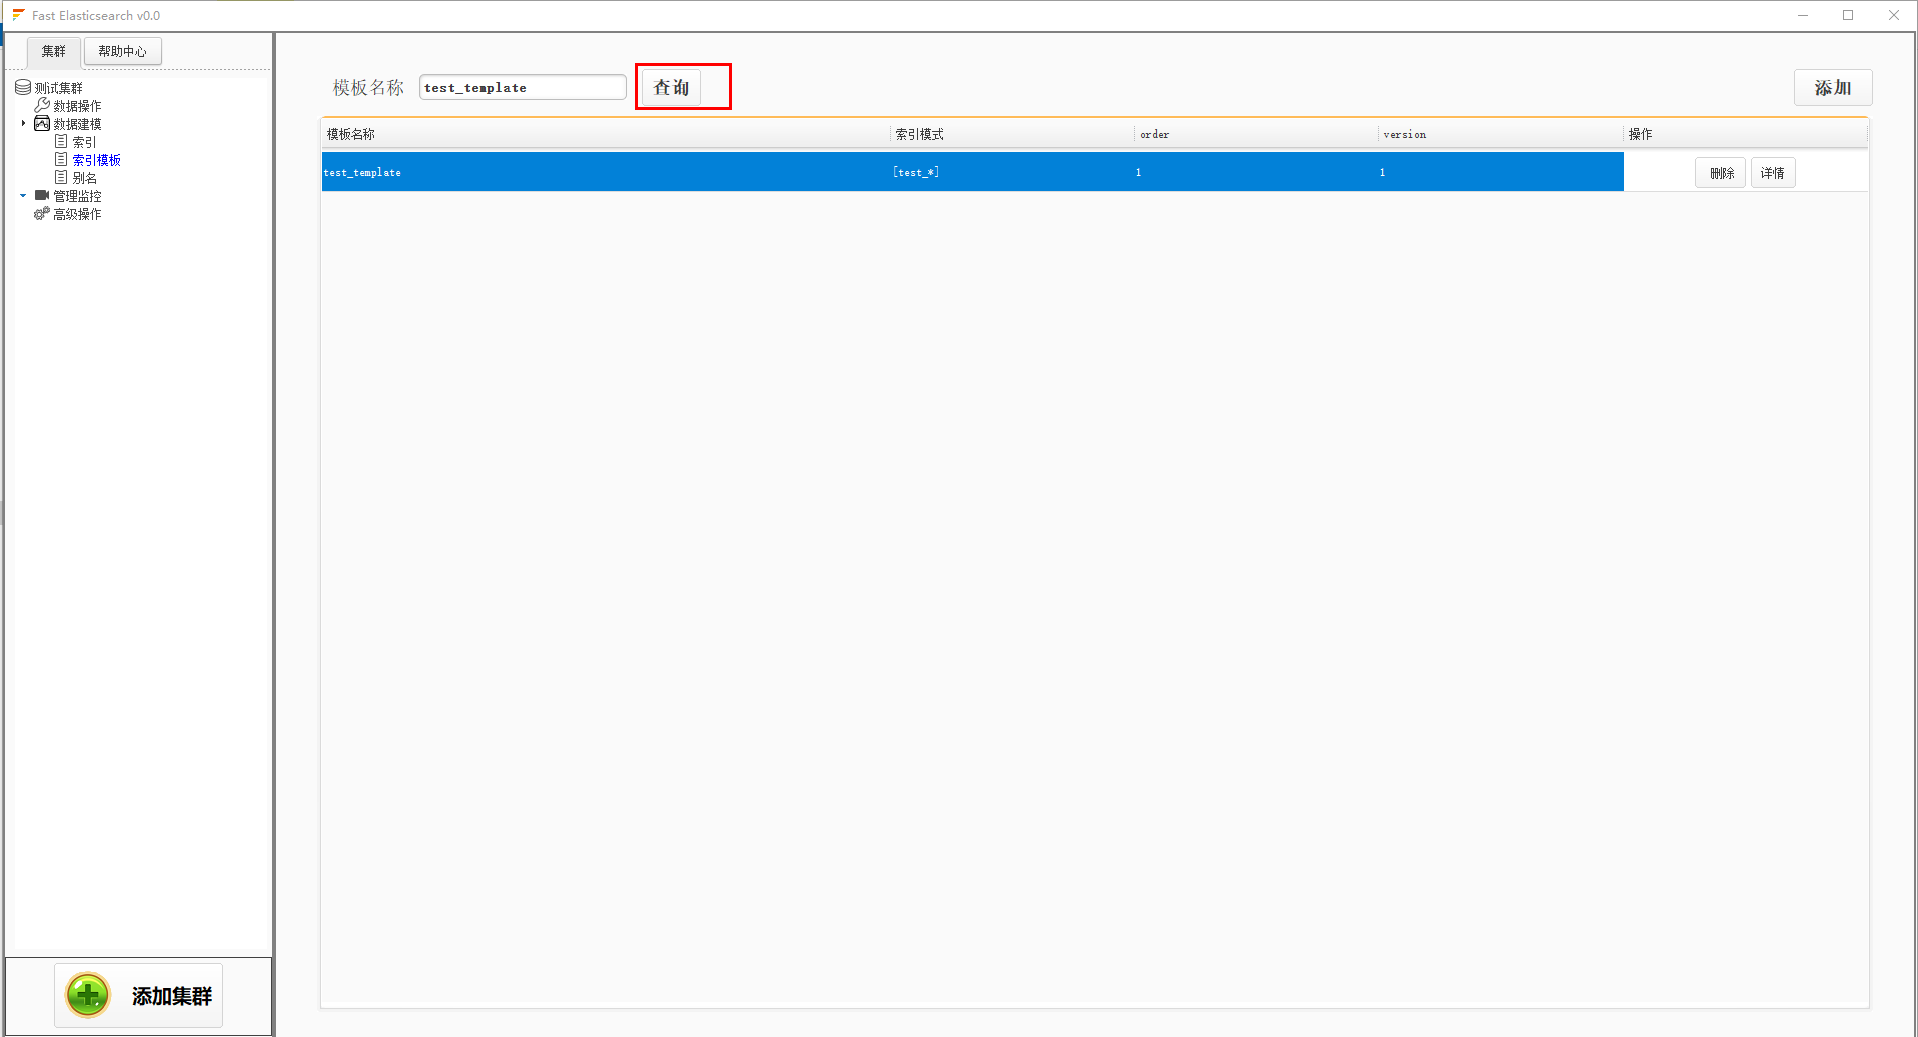 Fast Elasticsearch v0.0
集群 帮助中心
测试集群
数据操作
数据建模
索引
索引模板
别名
管理监控
高级操作
添加集群
模板名称 test_template 查询 添加
模板名称 索引模式 order version 操作
test_template [test_*] 1 1 删除 详情